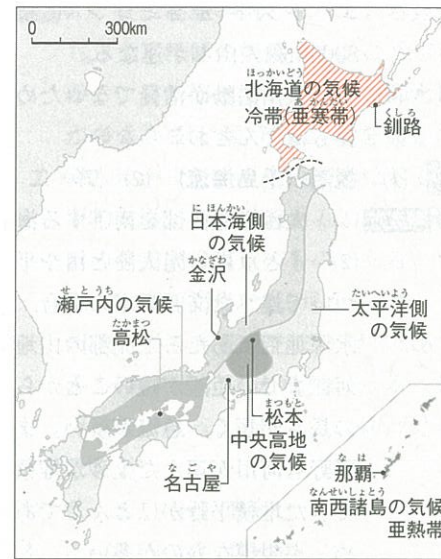 0 300km
ほっかいどう
北海道の気候
あかんたい
冷帯(亜寒帯)
くしろ
釧路
にほんかい
日本海側
の気候
かなざわ
金沢
せとうち
瀬戸内の気候
たかまつ
高松
たいへいよう
太平洋側
の気候
まつもと
松本
中央高地
の気候
なごや
名古屋
なは
那覇
なんせいしょとう
南西諸島の気候
亜熱帯